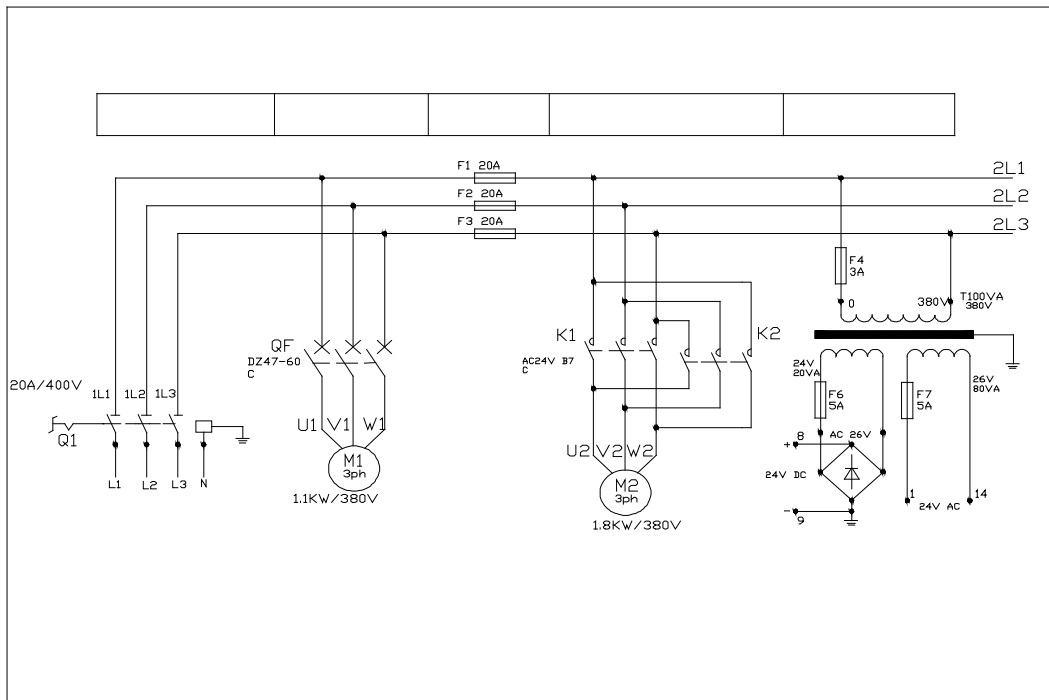 F1 20A
2L1
F2 20A
2L2
F3 20A
2L3
F4
3A
0
380V
T100VA
380V
QF
DZ47-60
C
K1
AC24V B7
C
K2
24V
20VA
26V
80VA
20A/400V
1L1
1L2
1L3
F6
5A
F7
5A
Q1
U1
V1
W1
U2
V2
W2
AC 26V
8
+
M1
3ph
1.1KW/380V
L1
L2
L3
N
24V DC
M2
3ph
1.8KW/380V
1
14
24V AC
-
9